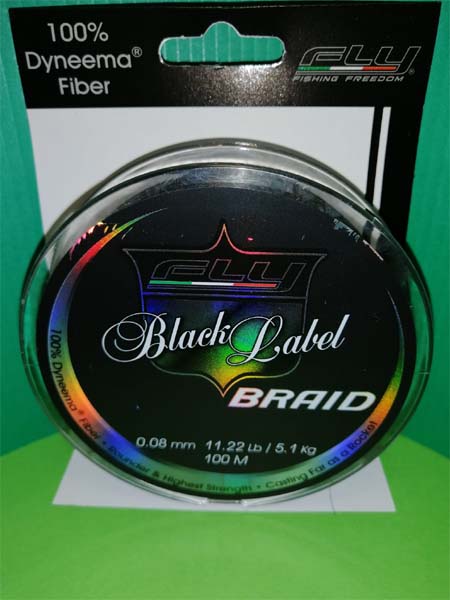 100%
Dyneema®
Fiber
FLY®
FISHING FREEDOM
FLY
Black Label
BRAID
0.08 mm 11.22 Lb / 5.1 Kg
100 M
100% Dyneema® Fiber • Rounder & Highest Strength • Casting Far as a Rocket